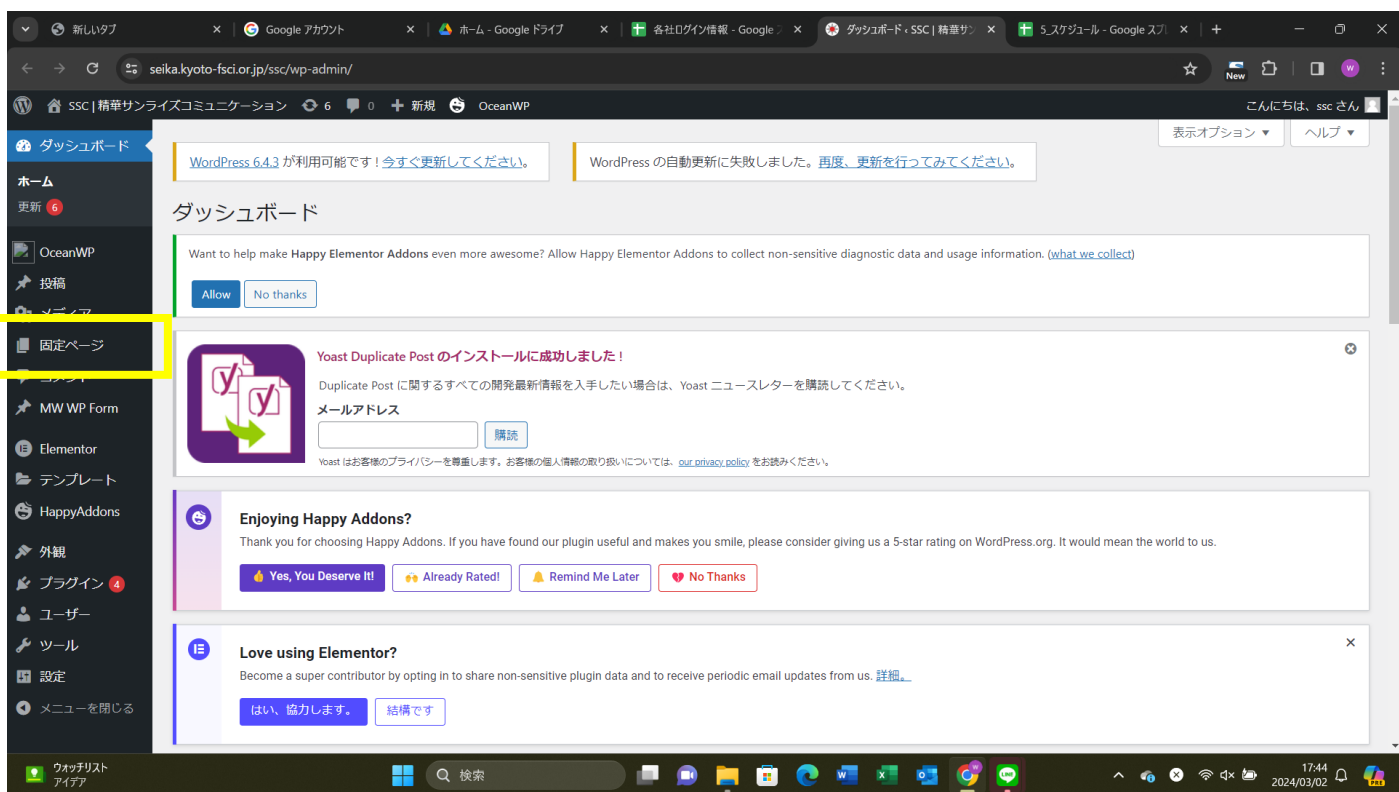 新しいタブ
Google アカウント
ホーム - Google ドライブ
各社ログイン情報 - Google ス
ダッシュボード ‹ SSC | 精華サン
5_スケジュール - Google スプ
seika.kyoto-fsci.or.jp/ssc/wp-admin/
New
w
SSC | 精華サンライズコミュニケーション
6
0
新規
OceanWP
こんにちは、ssc さん
ダッシュボード
ホーム
更新 6
OceanWP
投稿
メディア
固定ページ
コメント
MW WP Form
Elementor
テンプレート
HappyAddons
外観
プラグイン 4
ユーザー
ツール
設定
メニューを閉じる
表示オプション ▼
ヘルプ ▼
WordPress 6.4.3 が利用可能です ! 今すぐ更新してください。
WordPress の自動更新に失敗しました。再度、更新を行ってみてください。
ダッシュボード
Want to help make Happy Elementor Addons even more awesome? Allow Happy Elementor Addons to collect non-sensitive diagnostic data and usage information. (what we collect)
Allow
No thanks
Yoast Duplicate Post のインストールに成功しました !
Duplicate Post に関するすべての開発最新情報を入手したい場合は、Yoast ニュースレターを購読してください。
メールアドレス
購読
Yoast はお客様のプライバシーを尊重します。お客様の個人情報の取り扱いについては、our privacy policy をお読みください。
Enjoying Happy Addons?
Thank you for choosing Happy Addons. If you have found our plugin useful and makes you smile, please consider giving us a 5-star rating on WordPress.org. It would mean the world to us.
Yes, You Deserve It!
Already Rated!
Remind Me Later
No Thanks
Love using Elementor?
Become a super contributor by opting in to share non-sensitive plugin data and to receive periodic email updates from us. 詳細。
はい、協力します。
結構です
ウォッチリスト
アイデア
検索
17:44
2024/03/02
PRE